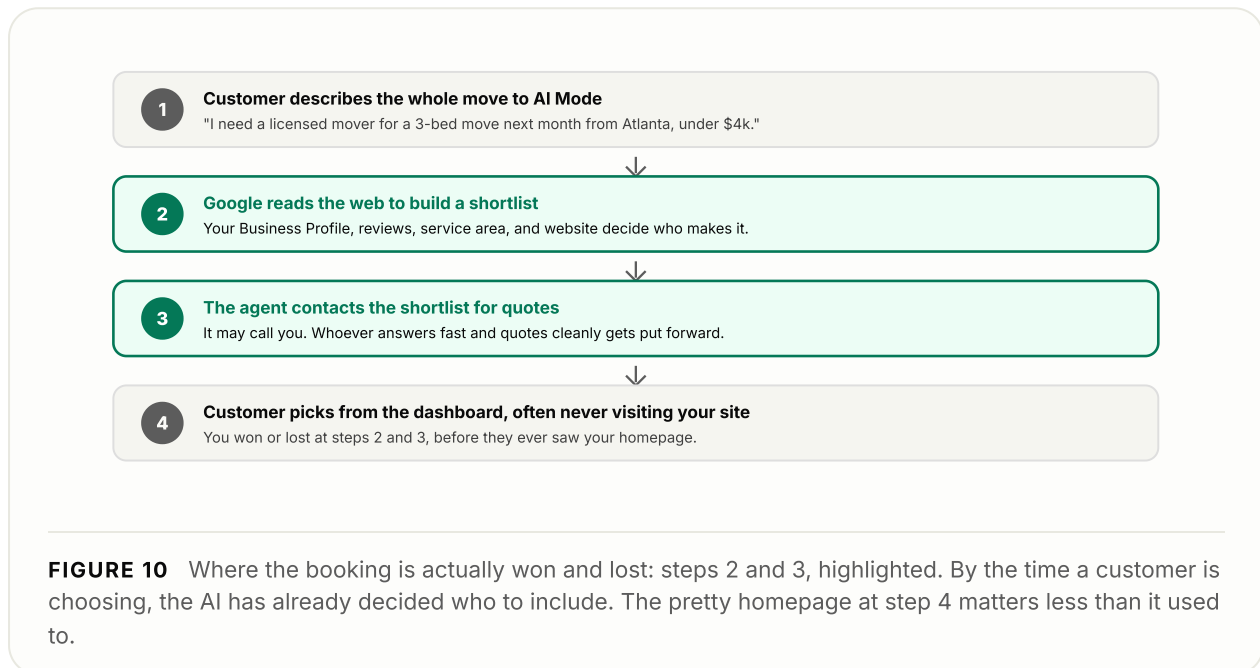 1
Customer describes the whole move to AI Mode
"I need a licensed mover for a 3-bed move next month from Atlanta, under $4k."
2
Google reads the web to build a shortlist
Your Business Profile, reviews, service area, and website decide who makes it.
3
The agent contacts the shortlist for quotes
It may call you. Whoever answers fast and quotes cleanly gets put forward.
4
Customer picks from the dashboard, often never visiting your site
You won or lost at steps 2 and 3, before they ever saw your homepage.
FIGURE 10 Where the booking is actually won and lost: steps 2 and 3, highlighted. By the time a customer is
choosing, the AI has already decided who to include. The pretty homepage at step 4 matters less than it used
to.